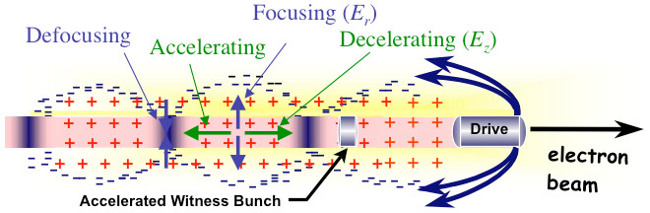 Focusing (Er)
Defocusing
Accelerating
Decelerating (Ez)
Drive
electron
beam
Accelerated Witness Bunch